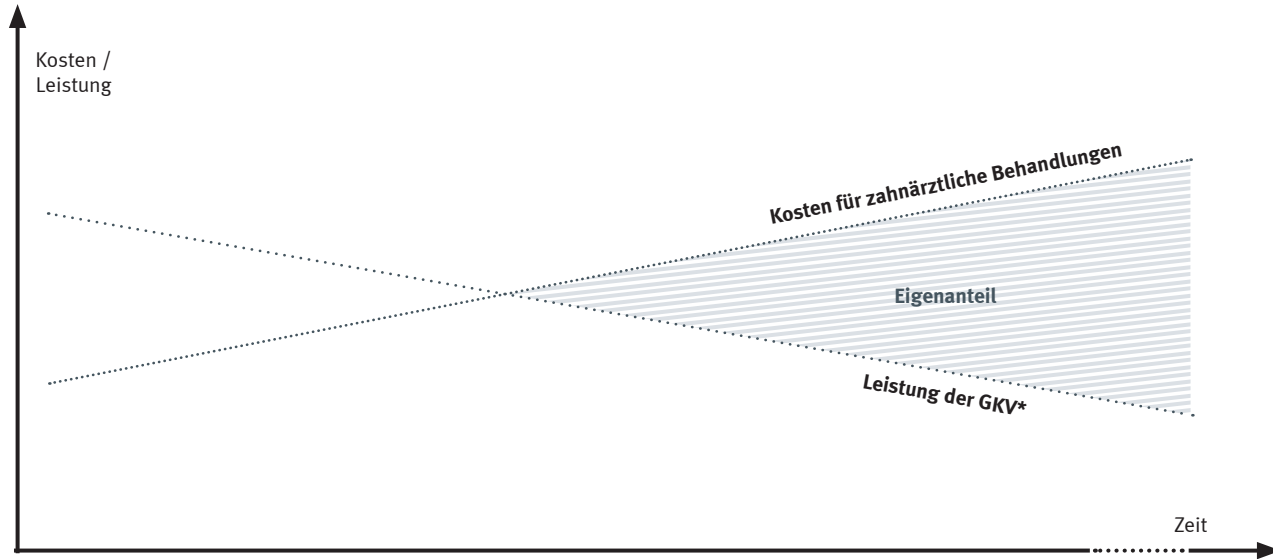 Kosten /
Leistung
Kosten für zahnärztliche Behandlungen
Eigenanteil
Leistung der GKV*
Zeit